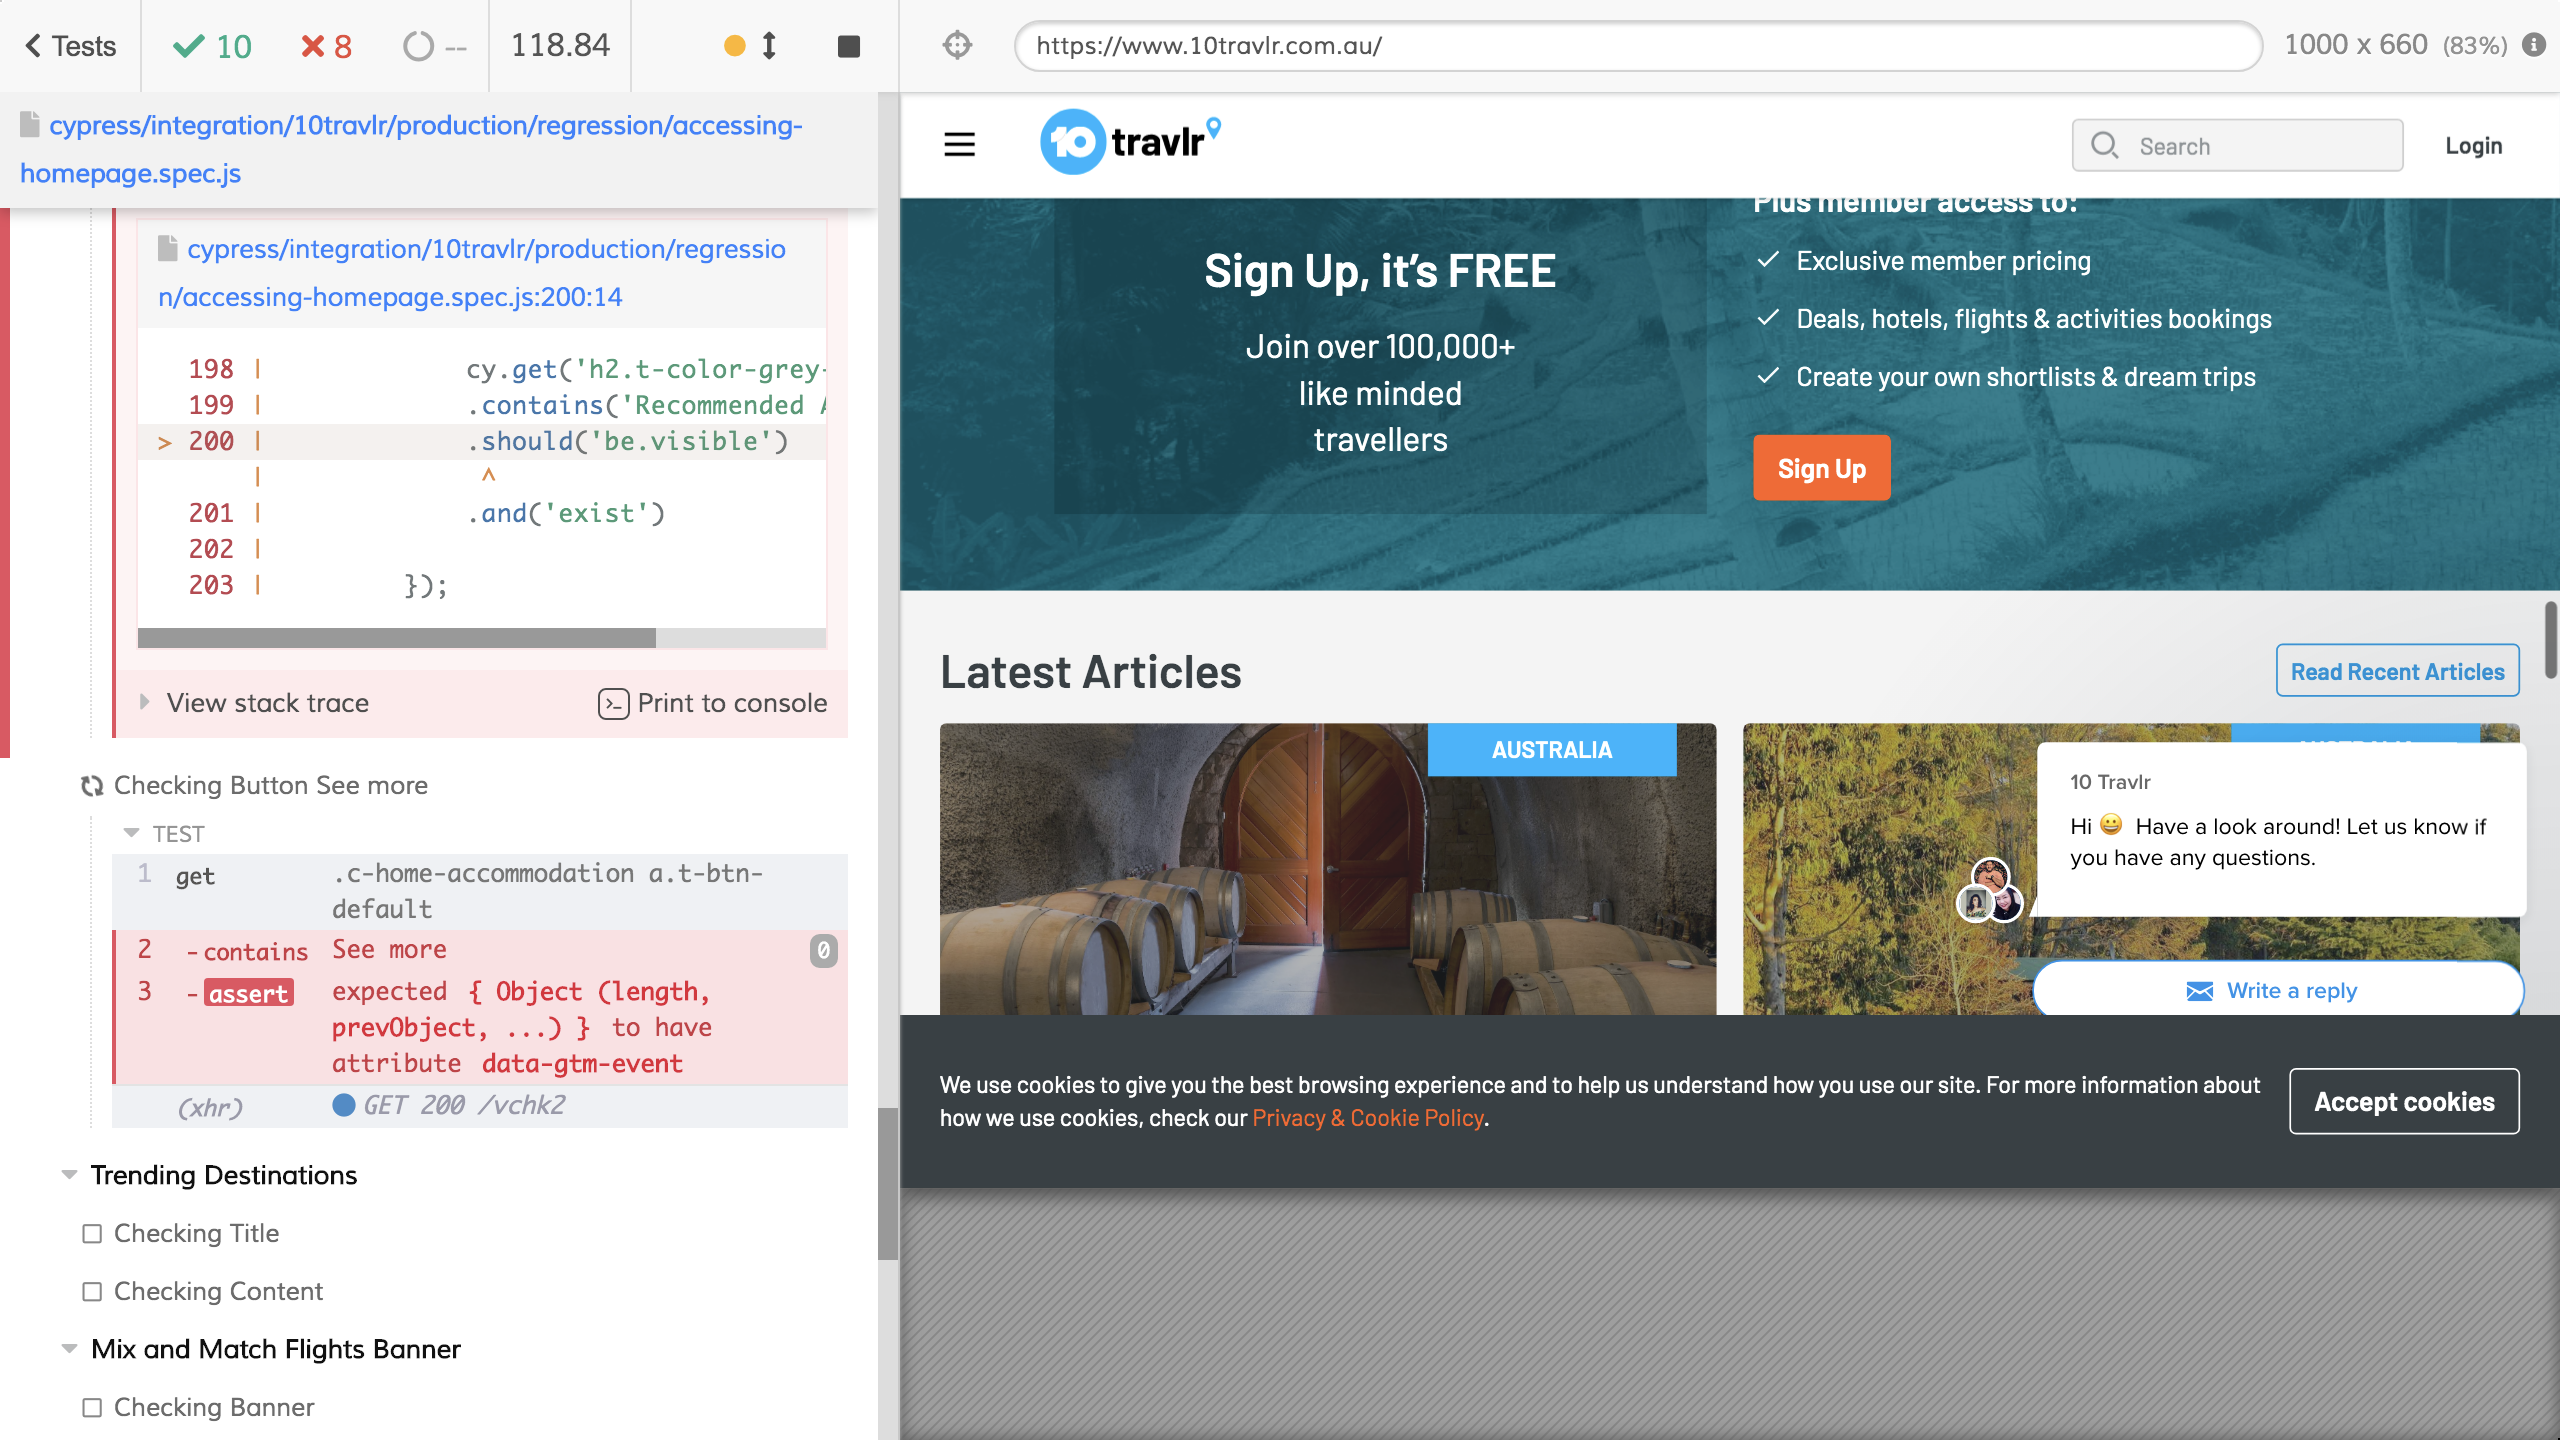 Tests
10
8
--
118.84
https://www.10travlr.com.au/
1000 x 660 (83%)
cypress/integration/10travlr/production/regression/accessing-
homepage.spec.js
cypress/integration/10travlr/production/regressio
n/accessing-homepage.spec.js:200:14
198 | cy.get('h2.t-color-grey-
199 | .contains('Recommended
> 200 | .should('be.visible')
| ^
201 | .and('exist')
202 |
203 | });
View stack trace
Print to console
Checking Button See more
TEST
1 get .c-home-accommodation a.t-btn-
default
2 -contains See more 0
3 -assert expected { Object (length,
prevObject, ...) } to have
attribute data-gtm-event
(xhr) GET 200 /vchk2
Trending Destinations
Checking Title
Checking Content
Mix and Match Flights Banner
Checking Banner
10 travlr
Search
Login
Sign Up, it's FREE
Join over 100,000+
like minded
travellers
Plus member access to:
Exclusive member pricing
Deals, hotels, flights & activities bookings
Create your own shortlists & dream trips
Sign Up
Latest Articles
Read Recent Articles
AUSTRALIA
10 Travlr
Hi 😀 Have a look around! Let us know if
you have any questions.
Write a reply
We use cookies to give you the best browsing experience and to help us understand how you use our site. For more information about
how we use cookies, check our Privacy & Cookie Policy.
Accept cookies